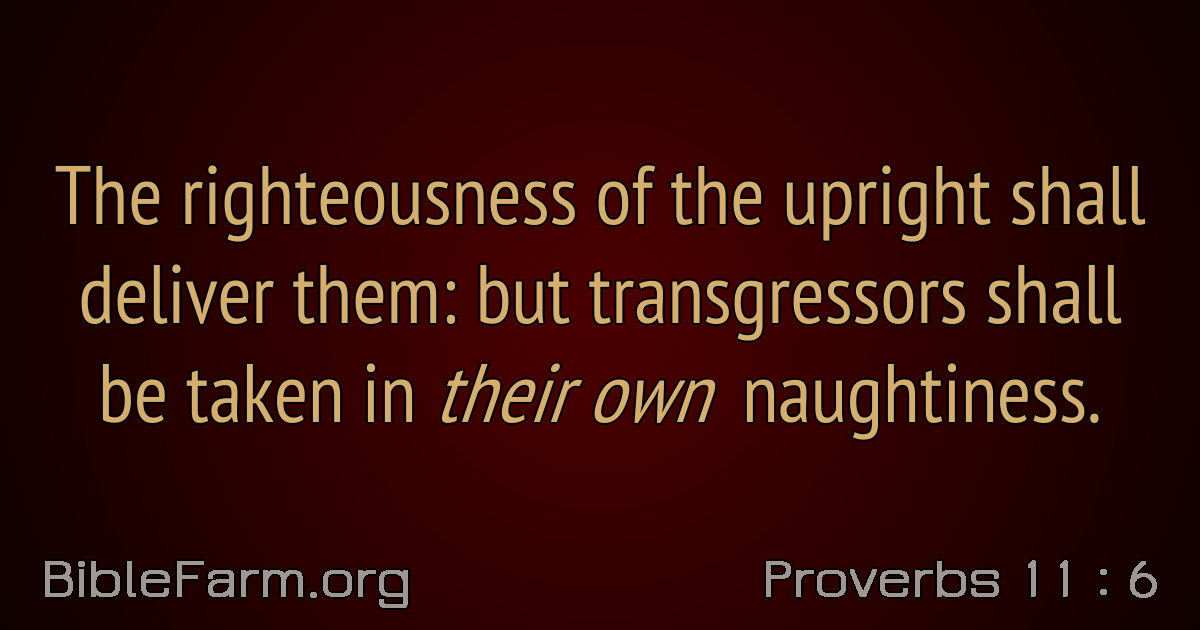 The righteousness of the upright shall
deliver them: but transgressors shall
be taken in their own naughtiness.
BibleFarm.org
Proverbs 11 : 6